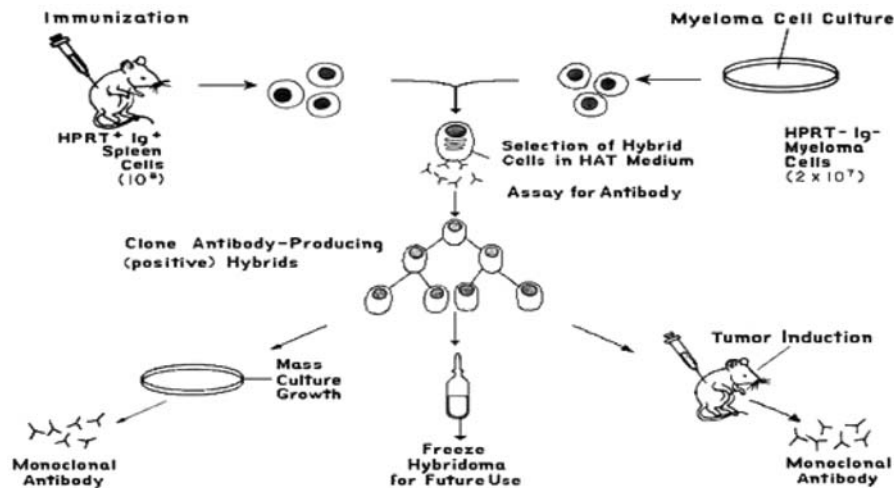 Immunization
Myeloma Cell Culture
HPRT+ Ig+
Spleen
Cells
(10⁸)
Selection of Hybrid
Cells in HAT Medium
Assay for Antibody
HPRT- Ig-
Myeloma
Cells
(2 x 10⁷)
Clone Antibody-Producing
(positive) Hybrids
Mass
Culture
Growth
Tumor Induction
Monoclonal
Antibody
Freeze
Hybridoma
for Future Use
Monoclonal
Antibody